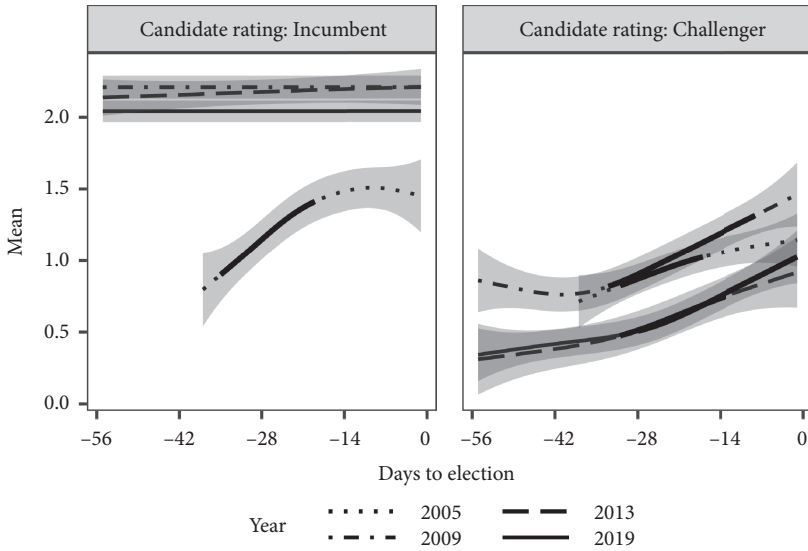 Candidate rating: Incumbent
Candidate rating: Challenger
Mean
2.0
1.5
1.0
0.5
0.0
−56 −42 −28 −14 0
−56 −42 −28 −14 0
Days to election
Year
2005 2013
2009 2019